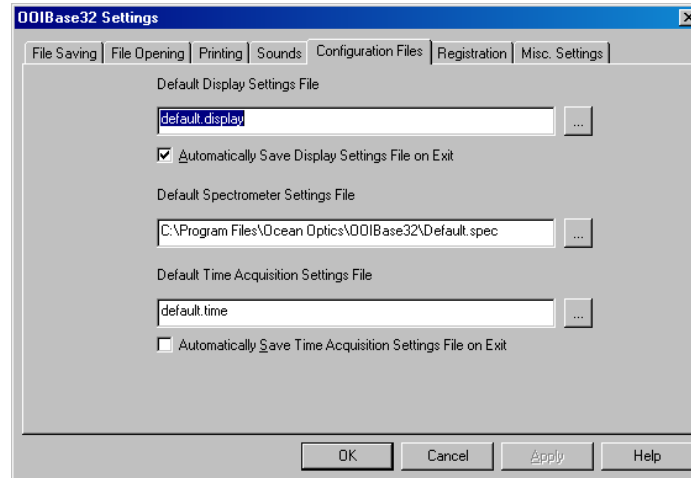 OOIBase32 Settings
File Saving File Opening Printing Sounds Configuration Files Registration Misc. Settings
Default Display Settings File
default.display
...
Automatically Save Display Settings File on Exit
Default Spectrometer Settings File
C:\Program Files\Ocean Optics\OOIBase32\Default.spec
...
Default Time Acquisition Settings File
default.time
...
Automatically Save Time Acquisition Settings File on Exit
OK Cancel Apply Help